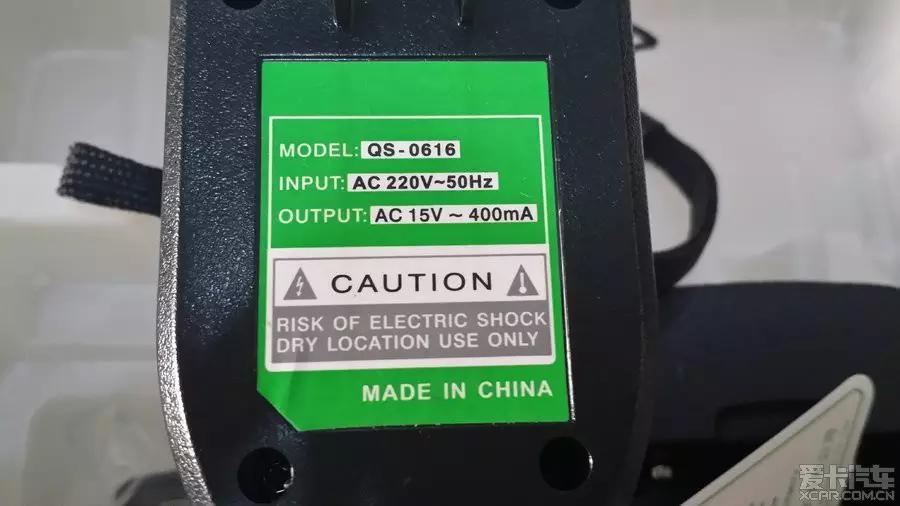 MODEL: QS-0616
INPUT: AC 220V~50Hz
OUTPUT: AC 15V ~ 400mA
CAUTION
RISK OF ELECTRIC SHOCK
DRY LOCATION USE ONLY
MADE IN CHINA
爱卡汽车
XCAR.COM.CN